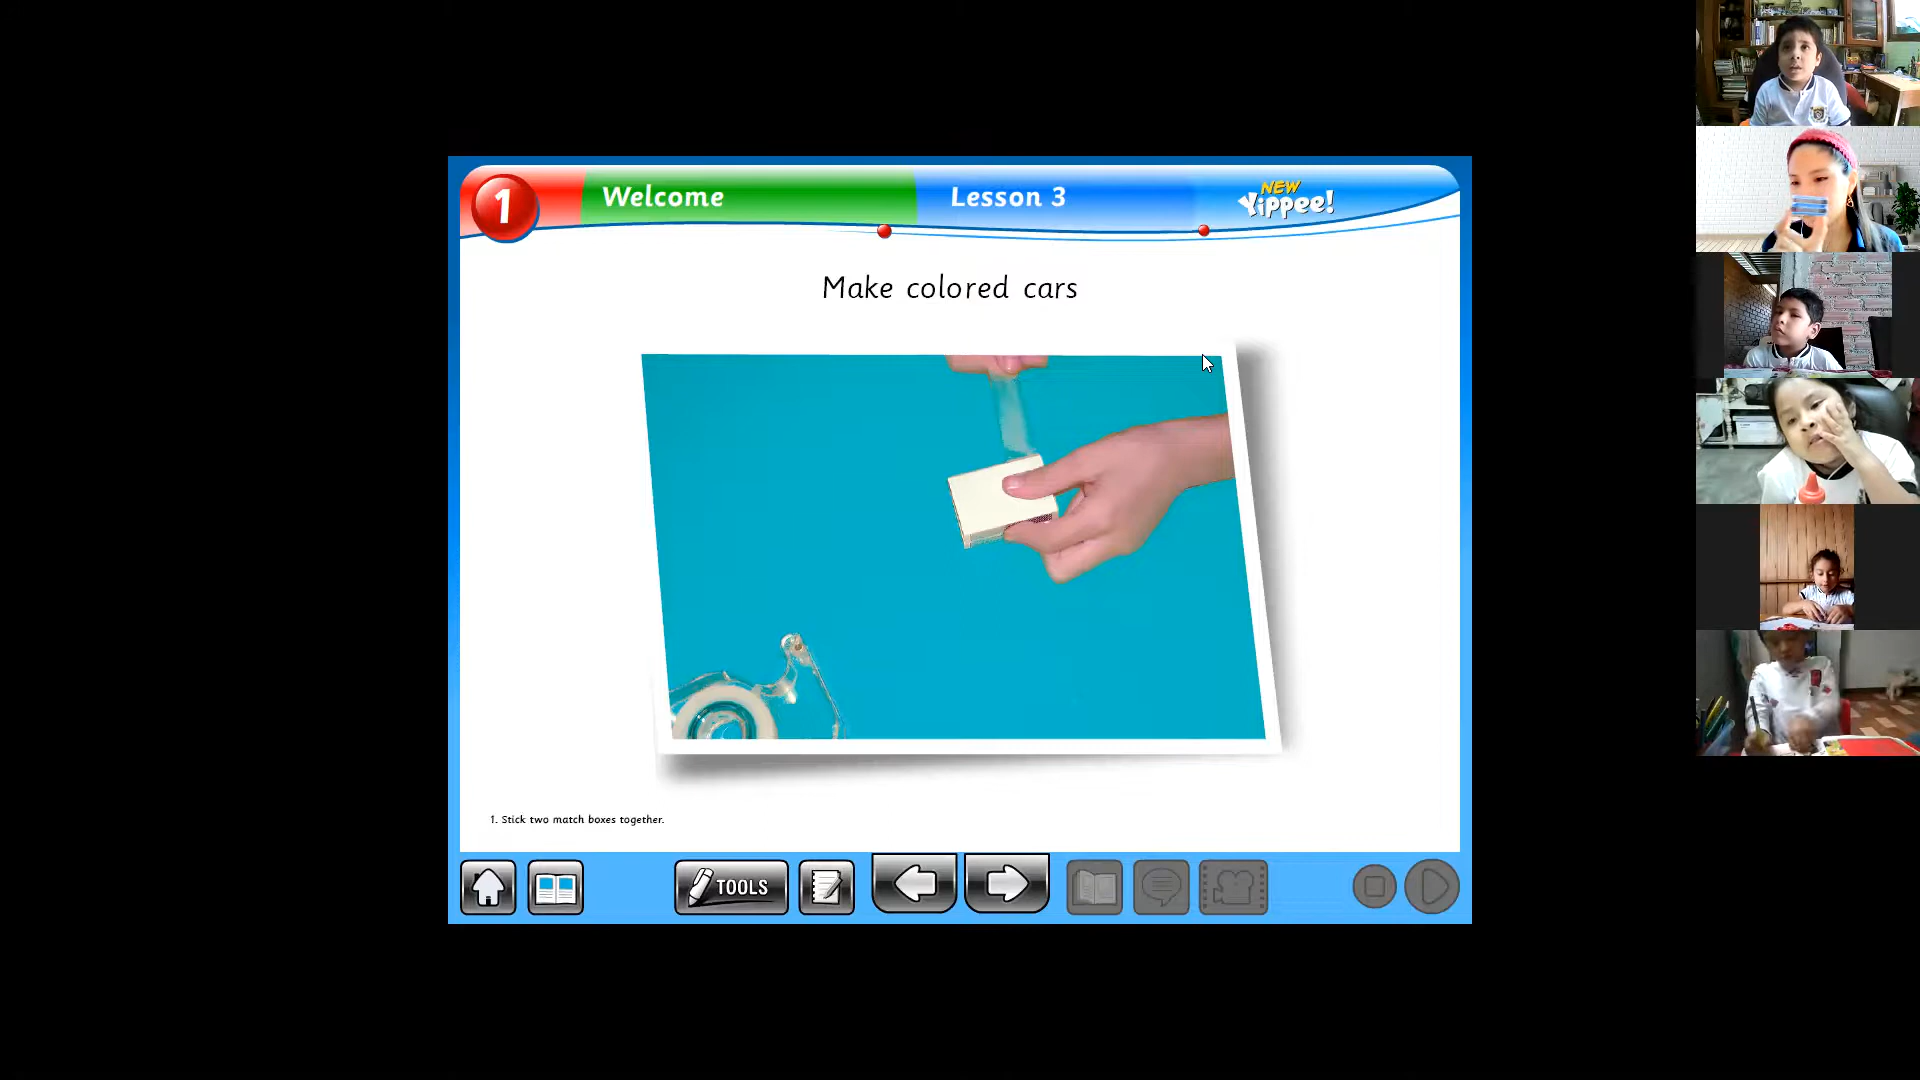 1
Welcome
Lesson 3
NEW
Yippee!
Make colored cars
1. Stick two match boxes together.
TOOLS